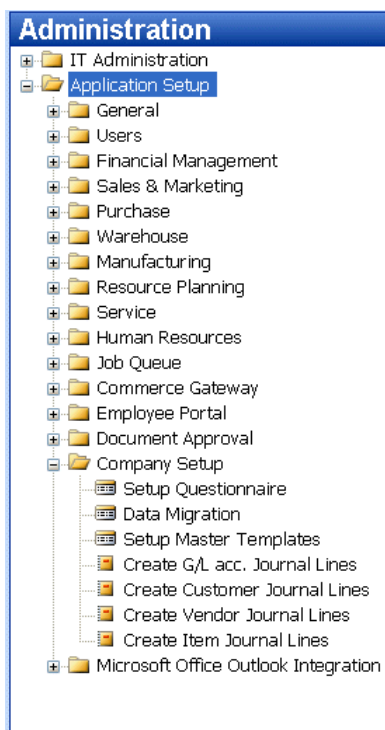 Administration
IT Administration
Application Setup
General
Users
Financial Management
Sales & Marketing
Purchase
Warehouse
Manufacturing
Resource Planning
Service
Human Resources
Job Queue
Commerce Gateway
Employee Portal
Document Approval
Company Setup
Setup Questionnaire
Data Migration
Setup Master Templates
Create G/L acc. Journal Lines
Create Customer Journal Lines
Create Vendor Journal Lines
Create Item Journal Lines
Microsoft Office Outlook Integration